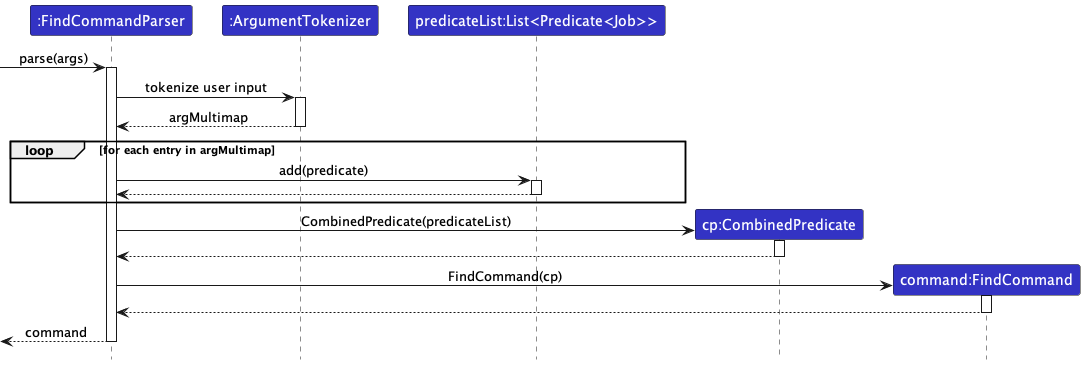 :FindCommandParser
:ArgumentTokenizer
predicateList:List<Predicate<Job>>
parse(args)
tokenize user input
argMultimap
loop
[for each entry in argMultimap]
add(predicate)
CombinedPredicate(predicateList)
cp:CombinedPredicate
FindCommand(cp)
command:FindCommand
command